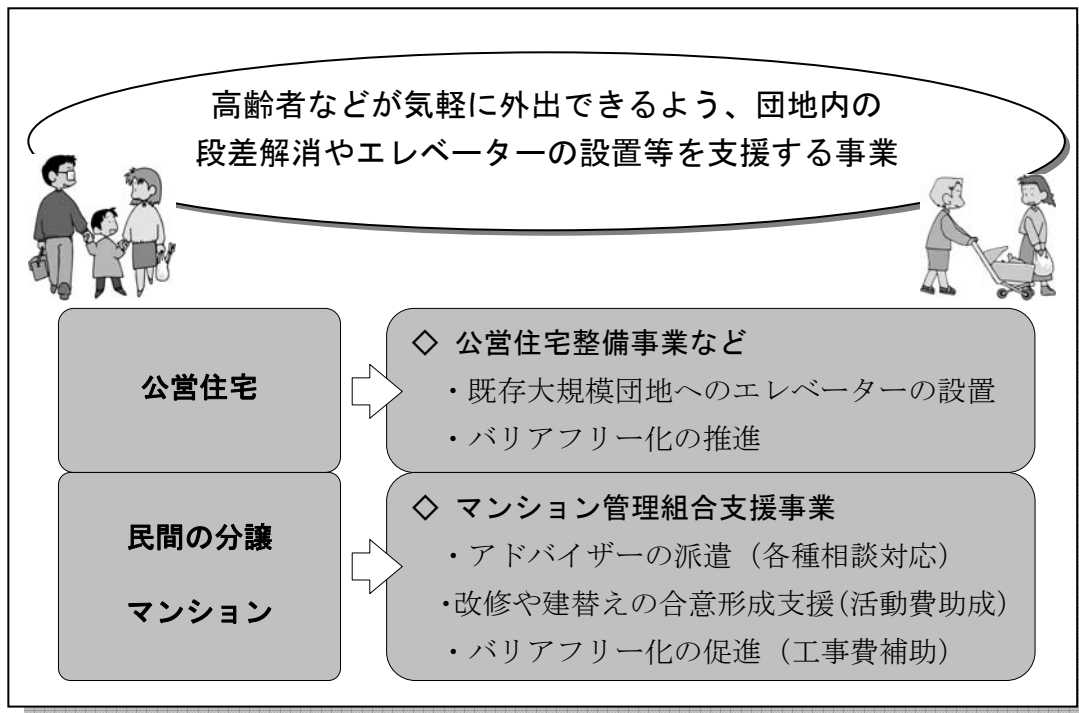 高齢者などが気軽に外出できるよう、団地内の
段差解消やエレベーターの設置等を支援する事業
公営住宅
◇ 公営住宅整備事業など
・既存大規模団地へのエレベーターの設置
・バリアフリー化の推進
民間の分譲
マンション
◇ マンション管理組合支援事業
・アドバイザーの派遣（各種相談対応）
・改修や建替えの合意形成支援(活動費助成)
・バリアフリー化の促進（工事費補助）